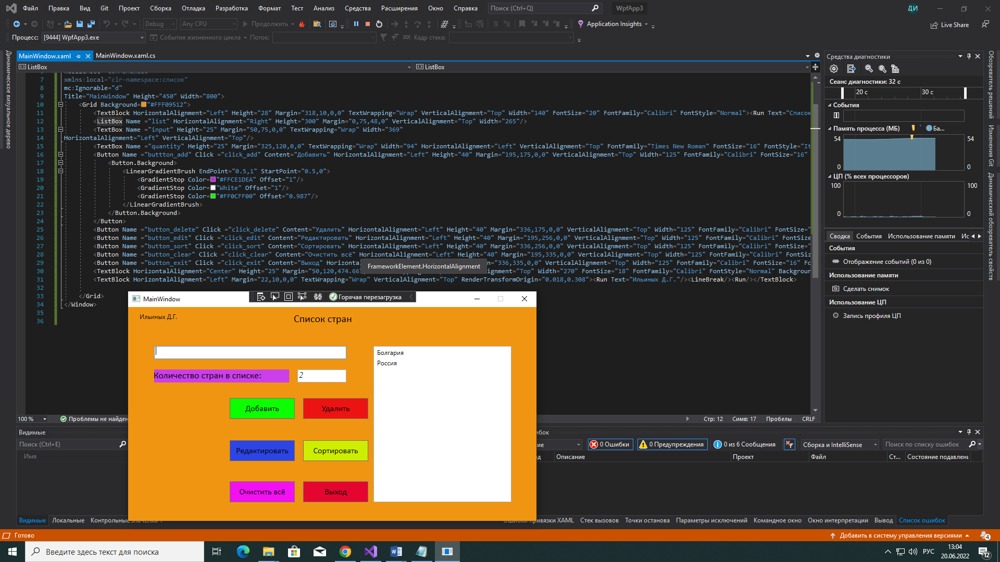 Файл Правка Вид Git Проект Сборка Отладка Разработка Формат Тест Анализ Средства Расширения Окно Справка Поиск (Ctrl+Q) WpfApp3 ДИ
Debug Any CPU Продолжить Application Insights Live Share
Процесс: [9444] WpfApp3.exe События жизненного цикла Поток: Кадр стека:
Динамическое визуальное дерево
MainWindow.xaml MainWindow.xaml.cs
ListBox ListBox
7 xmlns:local="clr-namespace:список"
8 mc:Ignorable="d"
9 Title="MainWindow" Height="450" Width="800">
10 <Grid Background="#FFF09512">
11 <TextBlock HorizontalAlignment="Left" Height="28" Margin="318,10,0,0" TextWrapping="Wrap" VerticalAlignment="Top" Width="140" FontSize="20" FontFamily="Calibri" FontStyle="Normal"><Run Text="Список
12 <ListBox Name ="list" HorizontalAlignment="Right" Height="300" Margin="0,75,48,0" VerticalAlignment="Top" Width="265"/>
13 <TextBox Name ="input" Height="25" Margin="50,75,0,0" TextWrapping="Wrap" Width="369"
14 HorizontalAlignment="Left" VerticalAlignment="Top"/>
15 <TextBox Name ="quantity" Height="25" Margin="325,120,0,0" TextWrapping="Wrap" Width="94" HorizontalAlignment="Left" VerticalAlignment="Top" FontFamily="Times New Roman" FontSize="16" FontStyle="It
16 <Button Name ="buttton_add" Click ="click_add" Content="Добавить" HorizontalAlignment="Left" Height="40" Margin="195,175,0,0" VerticalAlignment="Top" Width="125" FontFamily="Calibri" FontSize="16"
17 <Button.Background>
18 <LinearGradientBrush EndPoint="0.5,1" StartPoint="0.5,0">
19 <GradientStop Color="#FFCE1DEA" Offset="1"/>
20 <GradientStop Color="White" Offset="1"/>
21 <GradientStop Color="#FF0CFF00" Offset="0.987"/>
22 </LinearGradientBrush>
23 </Button.Background>
24 </Button>
25 <Button Name ="button_delete" Click ="click_delete" Content="Удалить" HorizontalAlignment="Left" Height="40" Margin="336,175,0,0" VerticalAlignment="Top" Width="125" FontFamily="Calibri" FontSize="
26 <Button Name ="button_edit" Click ="click_edit" Content="Редактировать" HorizontalAlignment="Left" Height="40" Margin="195,256,0,0" VerticalAlignment="Top" Width="125" FontFamily="Calibri" FontSize
27 <Button Name ="button_sort" Click ="click_sort" Content="Сортировать" HorizontalAlignment="Left" Height="40" Margin="336,256,0,0" VerticalAlignment="Top" Width="125" FontFamily="Calibri" FontSize=
28 <Button Name ="button_clear" Click ="click_clear" Content="Очистить всё" HorizontalAlignment="Left" Height="40" Margin="195,335,0,0" VerticalAlignment="Top" Width="125" FontFamily="Calibri" FontSi
29 <Button Name ="button_exit" Click ="click_exit" Content="Выход" HorizontalAlignment="Left" ="336,335,0,0" VerticalAlignment="Top" Width="125" FontFamily="Calibri" FontSize="16" Fo
FrameworkElement.HorizontalAlignment
30 <TextBlock HorizontalAlignment="Center" Height="25" Margin="50,120,474.667 gnment="Top" Width="270" FontSize="18" FontFamily="Calibri" FontStyle="Normal" Backgroun
31 <TextBlock HorizontalAlignment="Left" Margin="22,10,0,0" TextWrapping="Wrap" VerticalAlignment="Top" RenderTransformOrigin="0.018,0.308"><Run Text="Ильиных Д.Г."/><LineBreak/><Run/></TextBlock>
32
33 </Grid>
34 </Window>
35
36
MainWindow Горячая перезагрузка
Ильиных Д.Г. Список стран
Болгария
Россия
Количество стран в списке: 2
Добавить Удалить
Редактировать Сортировать
Очистить всё Выход
100 % Проблемы не найден Стр: 12 Симв: 17 Пробелы CRLF
Средства диагностики
Сеанс диагностики: 32 с
20 с 30 с
События
Память процесса (МБ) Ба...
54 54
0 0
ЦП (% всех процессоров)
100 100
0 0
Сводка События Использование памяти Ис
События
Отображение событий (0 из 0)
Использование памяти
Сделать снимок
Использование ЦП
Запись профиля ЦП
Обозреватель решений
Изменения Git
Динамический обозреватель свойств
Видимые
Поиск (Ctrl+E)
Имя
Видимые Локальные Контрольные значения 1
бок
ие 0 Ошибки 0 Предупреждения 0 из 6 Сообщения Сборка и IntelliSense Поиск по списку ошибок
д Описание Проект Файл Ст... Состояние подавлени
Ошибки привязки XAML Стек вызовов Точки останова Параметры исключений Командное окно Окно интерпретации Вывод Список ошибок
Готово Добавить в систему управления версиями 4
Введите здесь текст для поиска РУС 13:04
20.06.2022 12